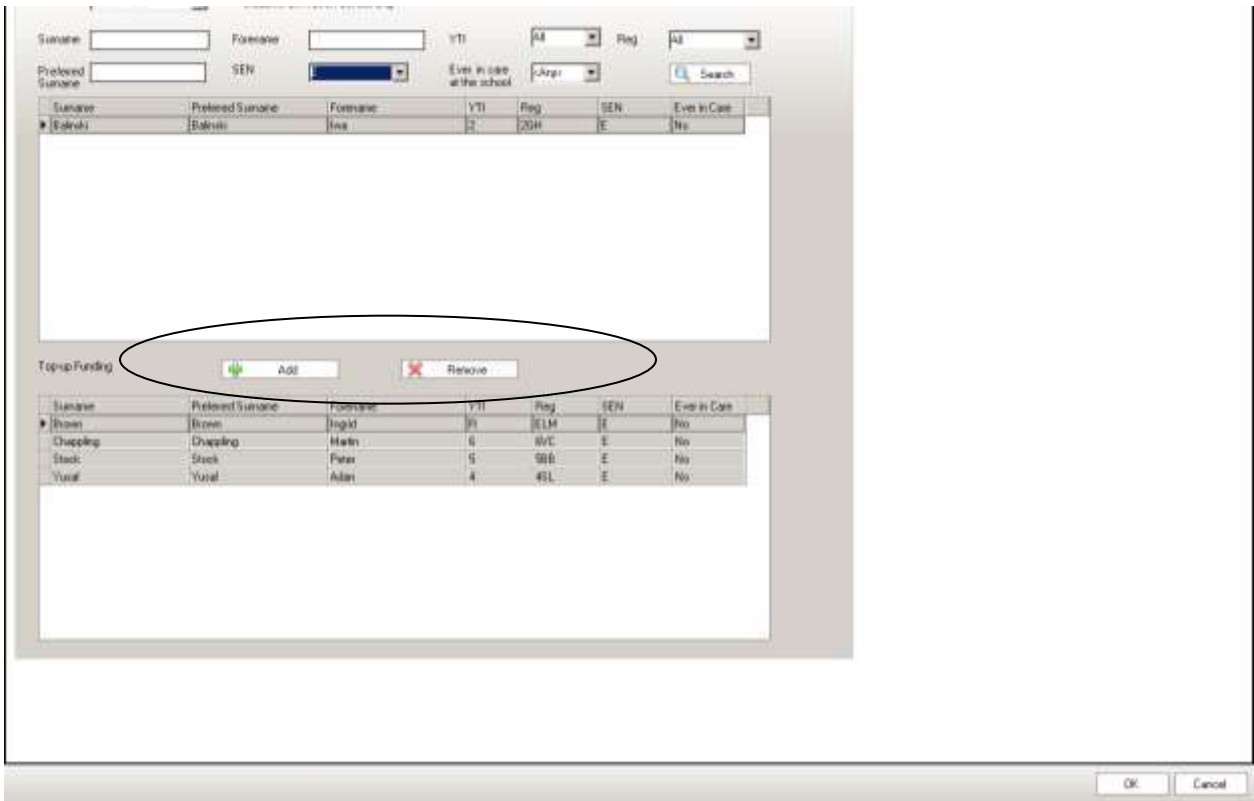 Surname Forename YTI All Reg All
Preferred Surname SEN E Ever in care at the school <Any> Search
Surname Preferred Surname Forename YTI Reg SEN Ever in Care
Balinski Balinski Iwa 2 2GH E No
Top-up Funding Add Remove
Surname Preferred Surname Forename YTI Reg SEN Ever in Care
Brown Brown Ingrid R ELM E No
Chappling Chappling Martin 6 6VC E No
Stock Stock Peter 5 5BB E No
Yusaf Yusaf Adan 4 4SL E No
OK Cancel